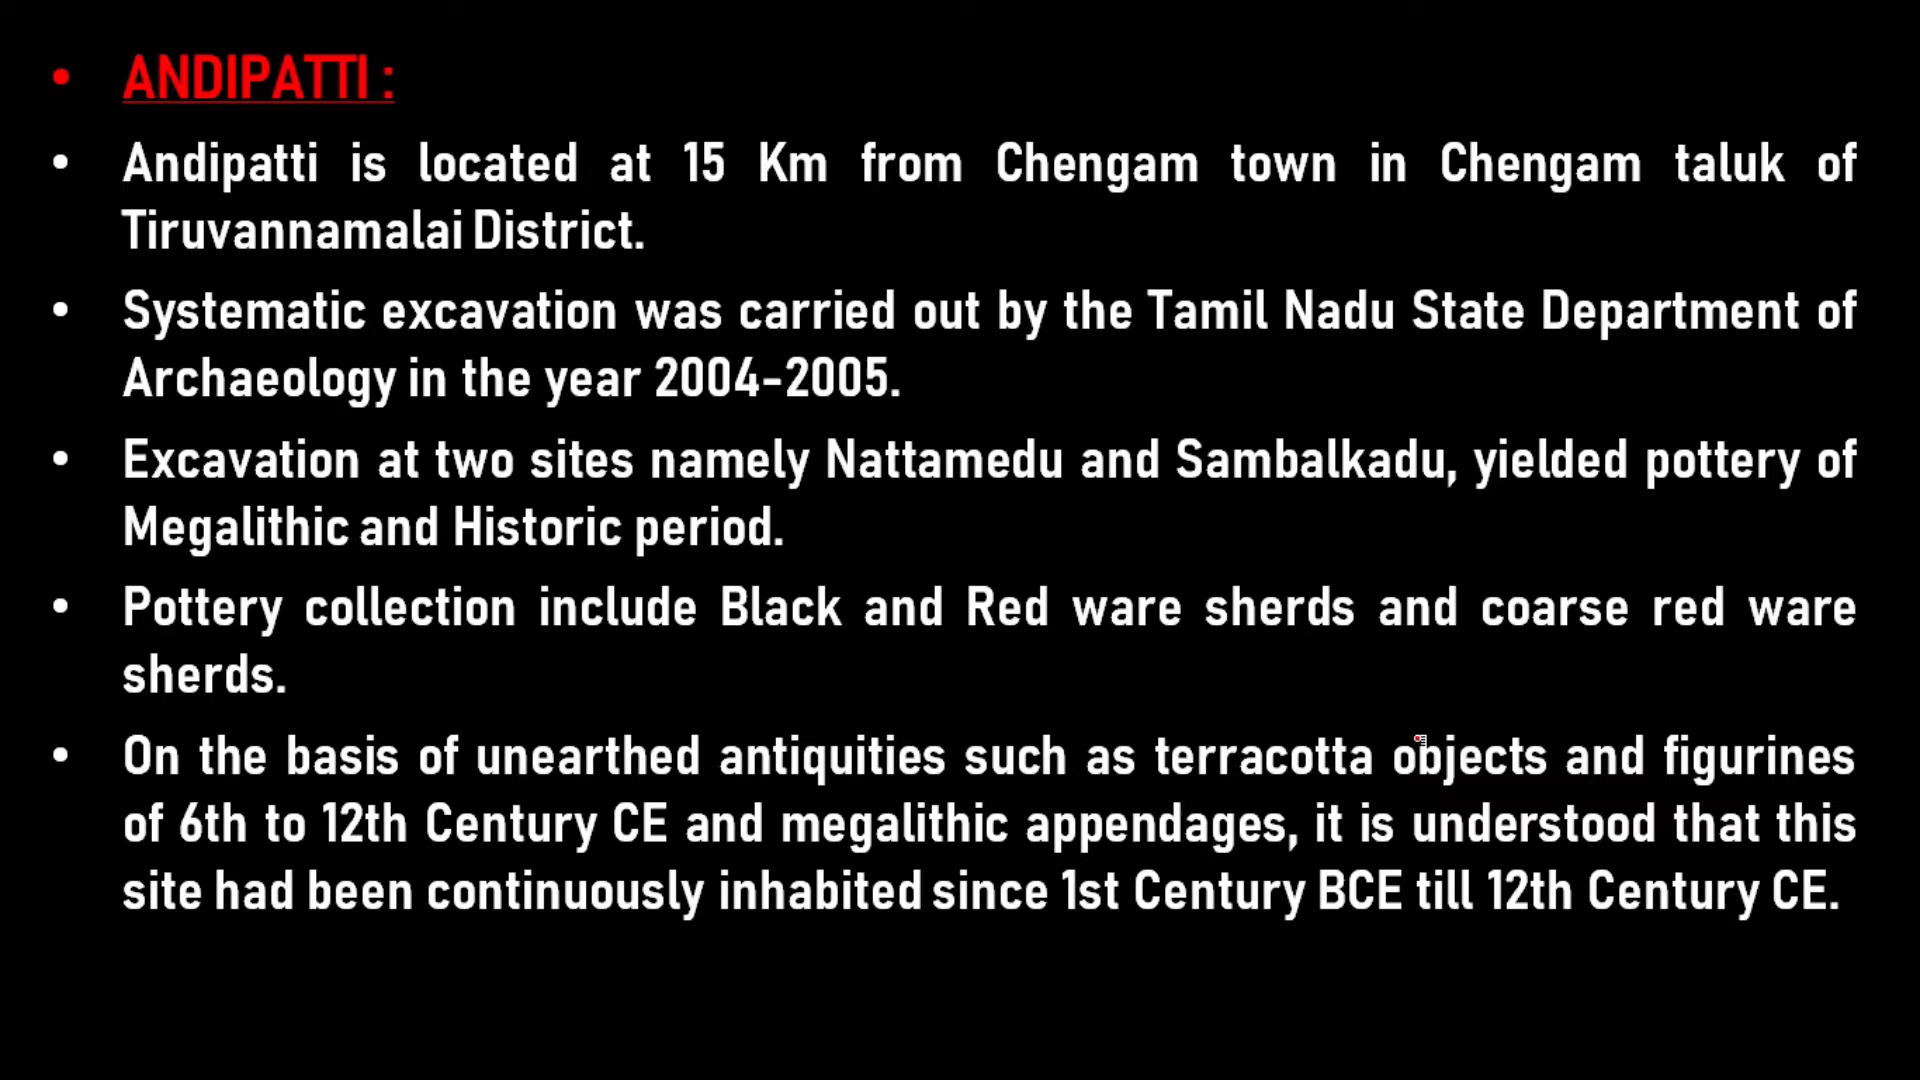 • ANDIPATTI :
• Andipatti is located at 15 Km from Chengam town in Chengam taluk of
Tiruvannamalai District.
• Systematic excavation was carried out by the Tamil Nadu State Department of
Archaeology in the year 2004-2005.
• Excavation at two sites namely Nattamedu and Sambalkadu, yielded pottery of
Megalithic and Historic period.
• Pottery collection include Black and Red ware sherds and coarse red ware
sherds.
• On the basis of unearthed antiquities such as terracotta objects and figurines
of 6th to 12th Century CE and megalithic appendages, it is understood that this
site had been continuously inhabited since 1st Century BCE till 12th Century CE.